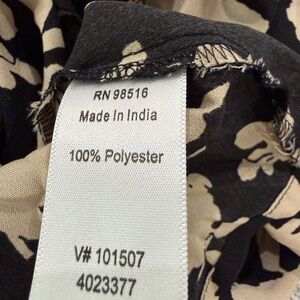 RN 98516
Made In India
100% Polyester
V# 101507
4023377